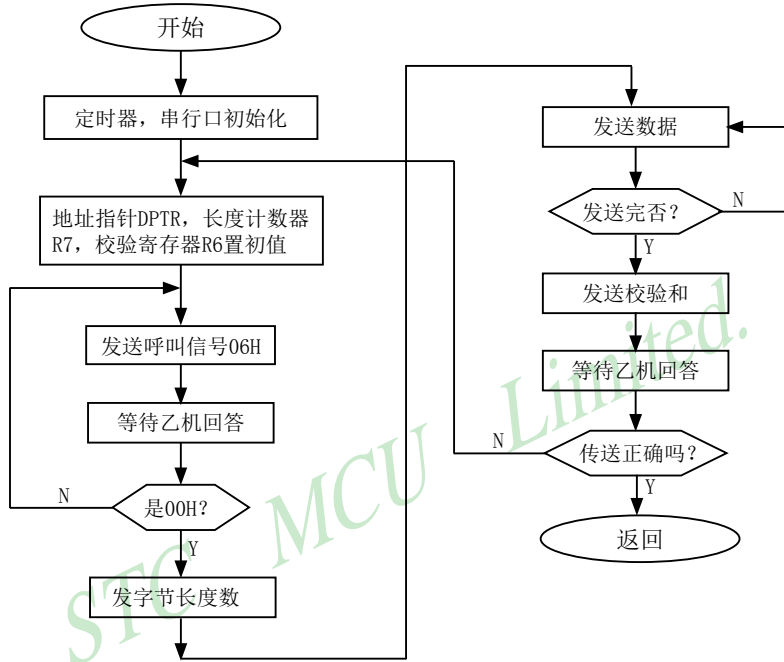 开始
定时器，串行口初始化
地址指针DPTR，长度计数器
R7，校验寄存器R6置初值
发送呼叫信号06H
等待乙机回答
是00H？
N
Y
发字节长度数
发送数据
发送完否？
N
Y
发送校验和
等待乙机回答
传送正确吗？
N
Y
返回
STC MCU Limited.